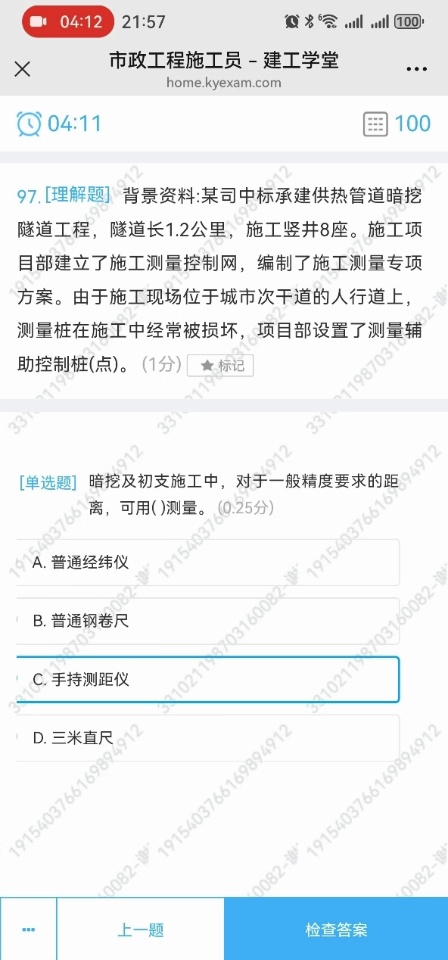 04:12 21:57 100
市政工程施工员 - 建工学堂
home.kyexam.com
04:11 100
97.[理解题] 背景资料:某司中标承建供热管道暗挖
隧道工程，隧道长1.2公里，施工竖井8座。施工项
目部建立了施工测量控制网，编制了施工测量专项
方案。由于施工现场位于城市次干道的人行道上，
测量桩在施工中经常被损坏，项目部设置了测量辅
助控制桩(点)。(1分) ★ 标记
[单选题] 暗挖及初支施工中，对于一般精度要求的距
离，可用( )测量。(0.25分)
A. 普通经纬仪
B. 普通钢卷尺
C. 手持测距仪
D. 三米直尺
... 上一题 检查答案